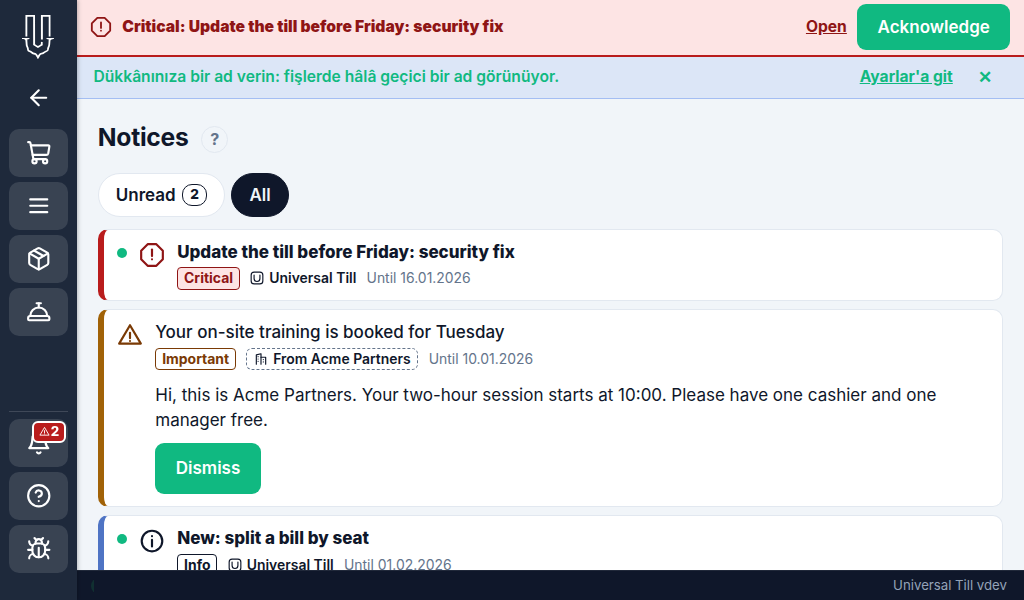 Critical: Update the till before Friday: security fix
Open
Acknowledge
Dükkânınıza bir ad verin: fişlerde hâlâ geçici bir ad görünüyor.
Ayarlar'a git
Notices
?
Unread 2
All
Update the till before Friday: security fix
Critical
Universal Till
Until 16.01.2026
Your on-site training is booked for Tuesday
Important
From Acme Partners
Until 10.01.2026
Hi, this is Acme Partners. Your two-hour session starts at 10:00. Please have one cashier and one
manager free.
Dismiss
2
New: split a bill by seat
Info
Universal Till
Until 01.02.2026
Universal Till vdev